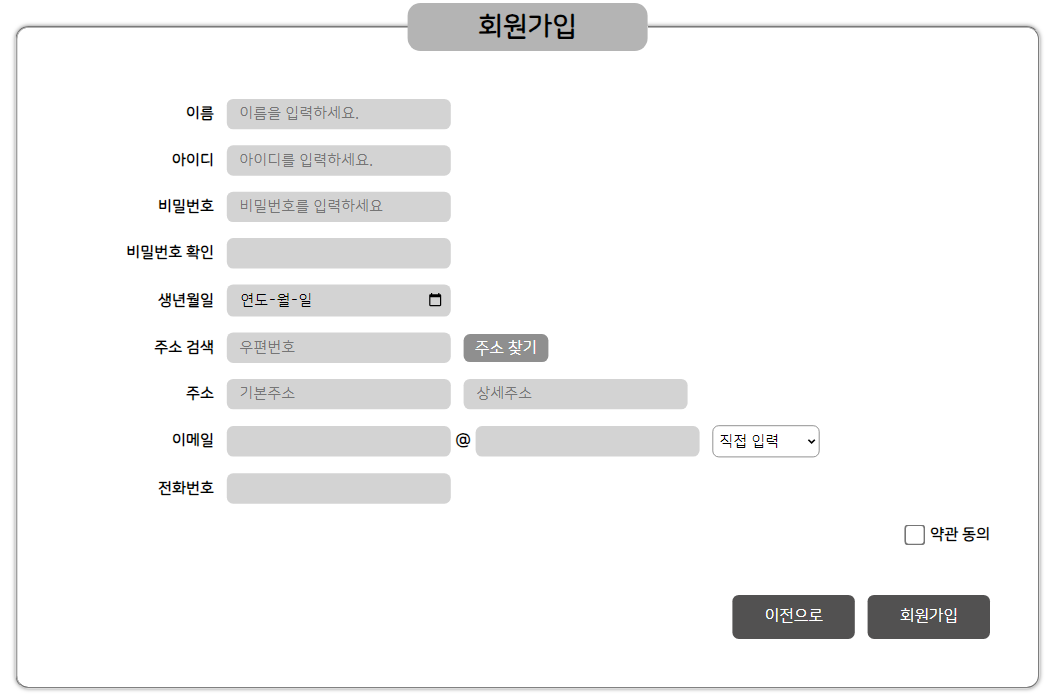 회원가입
이름 이름을 입력하세요.
아이디 아이디를 입력하세요.
비밀번호 비밀번호를 입력하세요
비밀번호 확인
생년월일 연도-월-일
주소 검색 우편번호 주소 찾기
주소 기본주소 상세주소
이메일 @ 직접 입력
전화번호
약관 동의
이전으로 회원가입